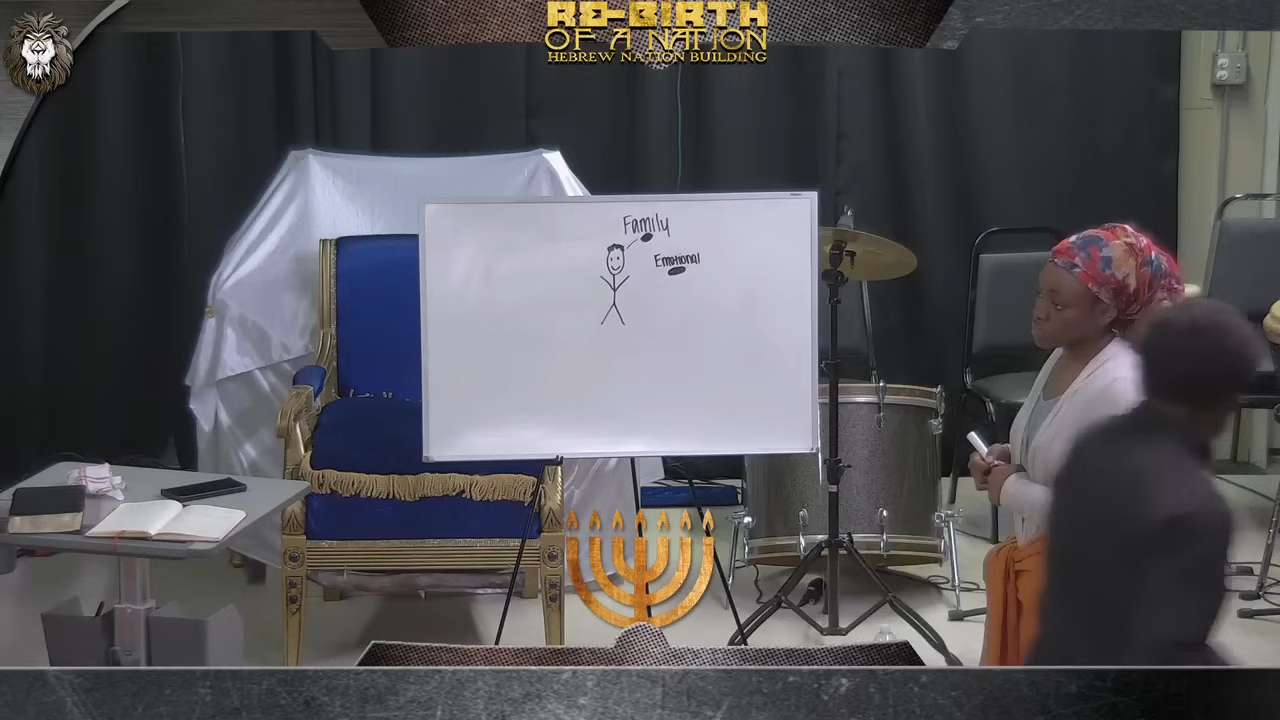 RE-BIRTH
OF A NATION
HEBREW NATION BUILDING
Family
Emotional